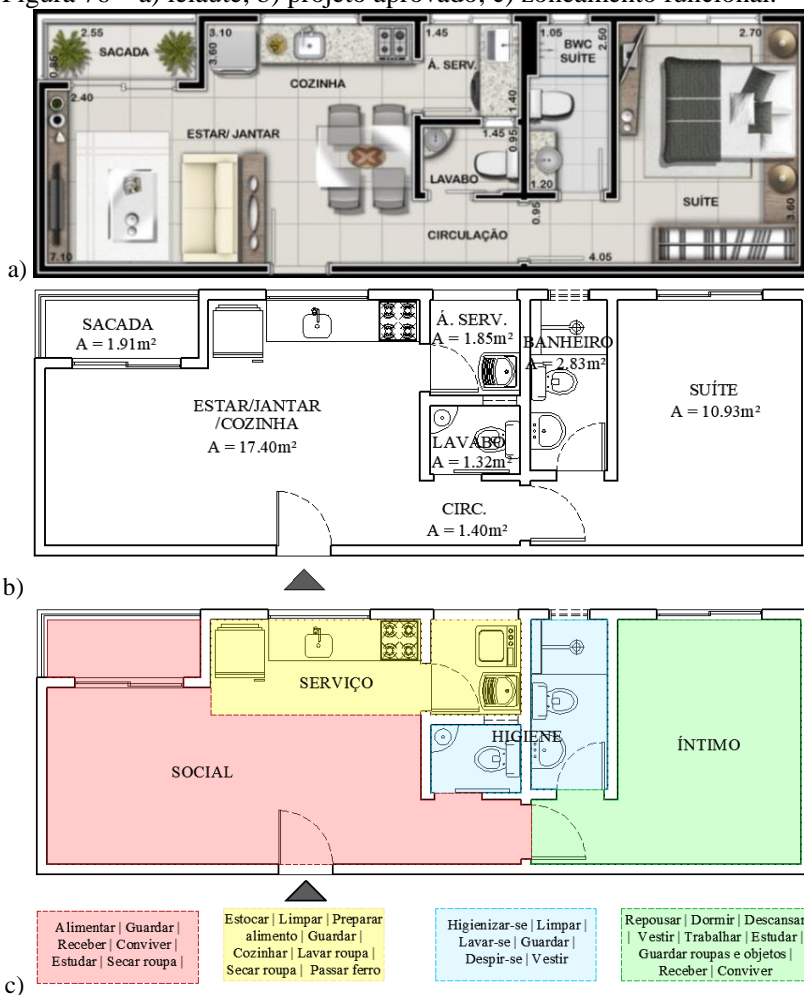 Figura 76 – a) leiaute; b) projeto aprovado; c) zoneamento funcional.
2.55
SACADA
0.85
3.10
3.60
COZINHA
1.45
Á. SERV.
1.40
1.05
2.50
BWC
SUÍTE
2.70
2.40
ESTAR/ JANTAR
1.45
0.95
LAVABO
1.20
0.95
SUÍTE
3.60
CIRCULAÇÃO
7.10
4.05
a)
SACADA
A = 1.91m²
Á. SERV.
A = 1.85m²
BANHEIRO
A = 2.83m²
SUÍTE
A = 10.93m²
ESTAR/JANTAR
/COZINHA
A = 17.40m²
LAVABO
A = 1.32m²
CIRC.
A = 1.40m²
b)
SERVIÇO
HIGIENE
SOCIAL
ÍNTIMO
Alimentar | Guardar |
Receber | Conviver |
Estudar | Secar roupa |
Estocar | Limpar | Preparar
alimento | Guardar |
Cozinhar | Lavar roupa |
Secar roupa | Passar ferro
Higienizar-se | Limpar |
Lavar-se | Guardar |
Despir-se | Vestir
Repousar | Dormir | Descansar
| Vestir | Trabalhar | Estudar |
Guardar roupas e objetos |
Receber | Conviver
c)